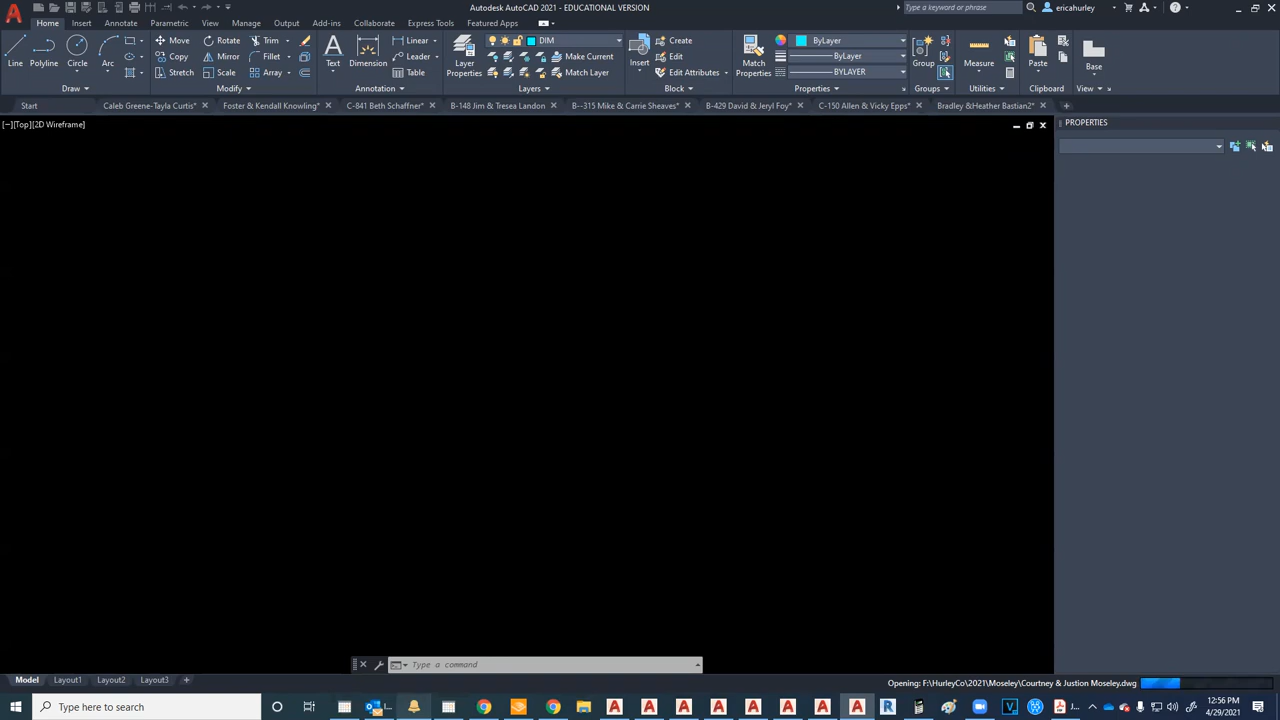 Autodesk AutoCAD 2021 - EDUCATIONAL VERSION
Type a keyword or phrase
ericahurley
Home Insert Annotate Parametric View Manage Output Add-ins Collaborate Express Tools Featured Apps
Line Polyline Circle Arc
Move Rotate Trim
Copy Mirror Fillet
Stretch Scale Array
Text Dimension
Linear
Leader
Table
Layer Properties
DIM
Make Current
Match Layer
Insert
Create
Edit
Edit Attributes
Match Properties
ByLayer
ByLayer
BYLAYER
Group
Measure
Paste
Base
Draw Modify Annotation Layers Block Properties Groups Utilities Clipboard View
Start Caleb Greene-Tayla Curtis* Foster & Kendall Knowling* C-841 Beth Schaffner* B-148 Jim & Tresea Landon B--315 Mike & Carrie Sheaves* B-429 David & Jeryl Foy* C-150 Allen & Vicky Epps* Bradley &Heather Bastian2*
[−][Top][2D Wireframe]
PROPERTIES
Type a command
Model Layout1 Layout2 Layout3
Opening: F:\HurleyCo\2021\Moseley\Courtney & Justion Moseley.dwg
Type here to search
12:56 PM
4/29/2021